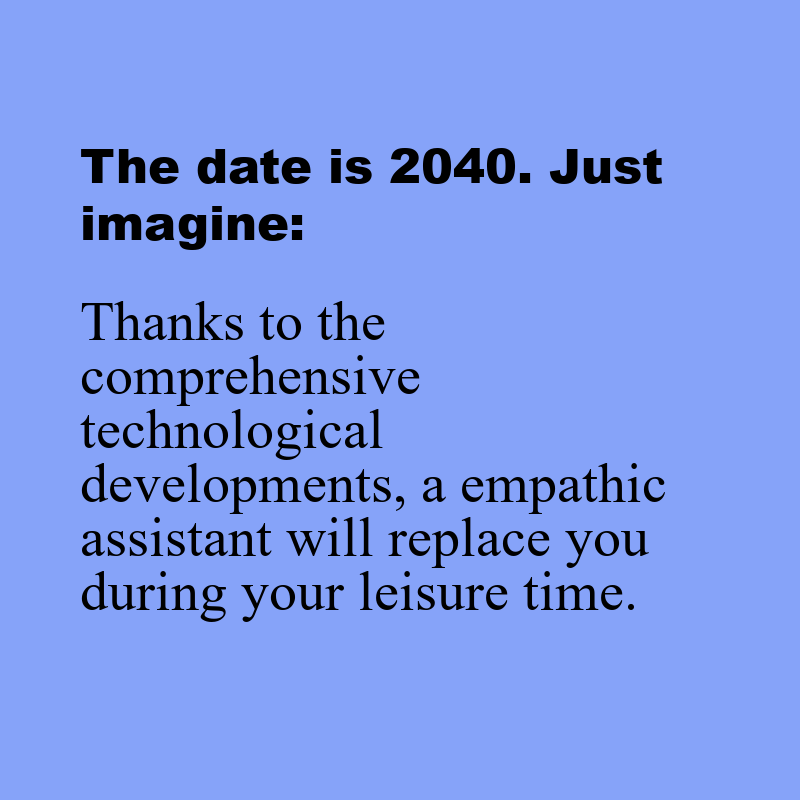 The date is 2040. Just
imagine:
Thanks to the
comprehensive
technological
developments, a empathic
assistant will replace you
during your leisure time.